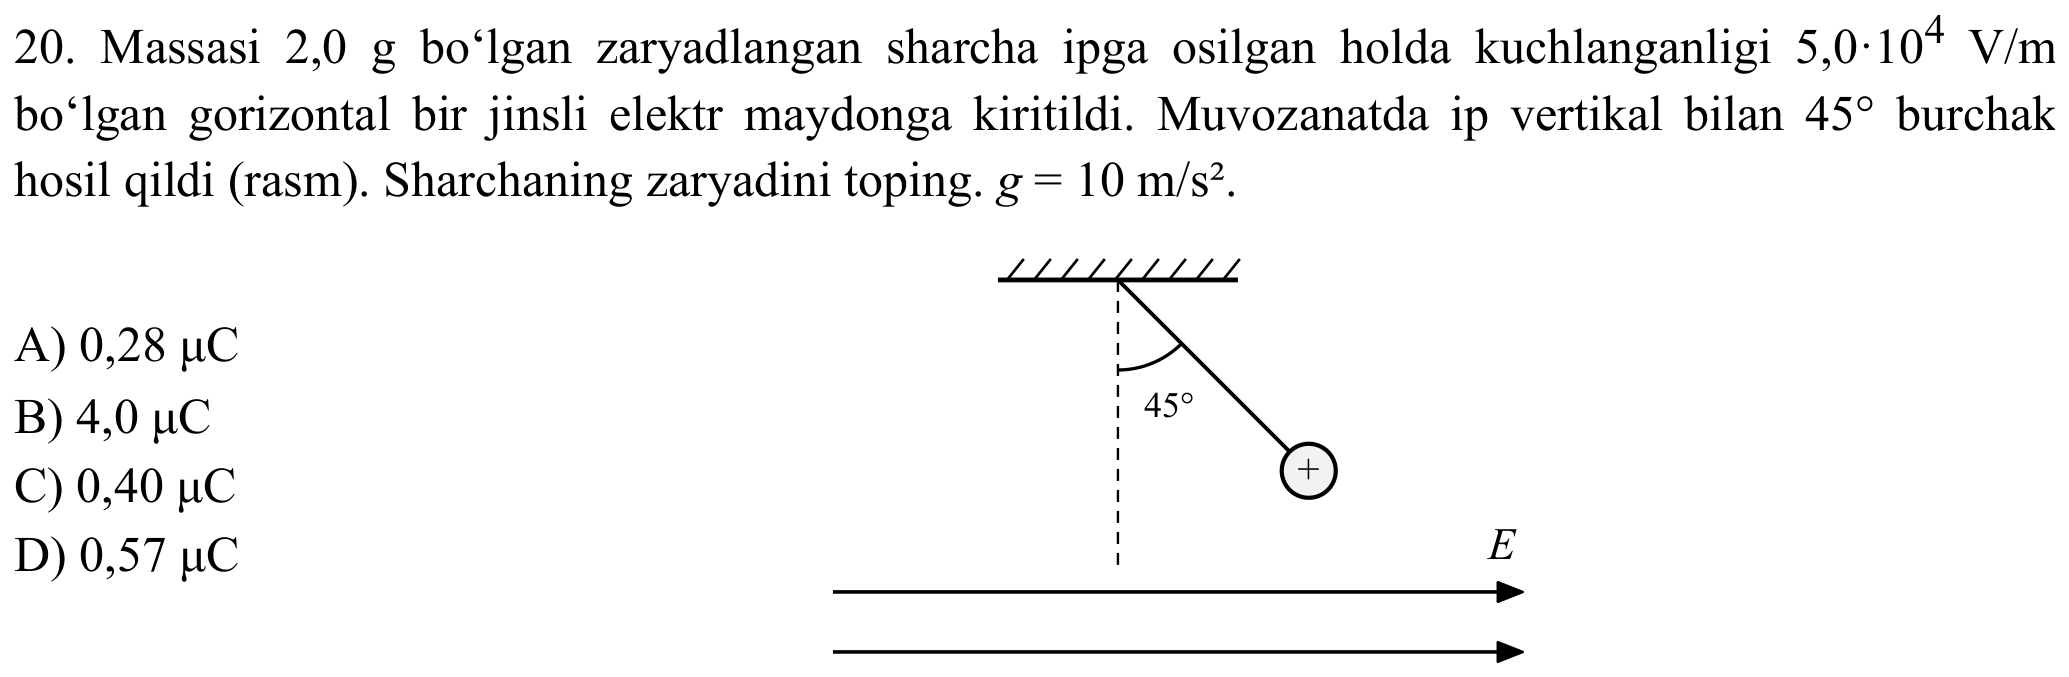 20. Massasi 2,0 g bo‘lgan zaryadlangan sharcha ipga osilgan holda kuchlanganligi 5,0·10⁴ V/m
bo‘lgan gorizontal bir jinsli elektr maydonga kiritildi. Muvozanatda ip vertikal bilan 45° burchak
hosil qildi (rasm). Sharchaning zaryadini toping. g = 10 m/s².
A) 0,28 μC
B) 4,0 μC
C) 0,40 μC
D) 0,57 μC
45°
+
E